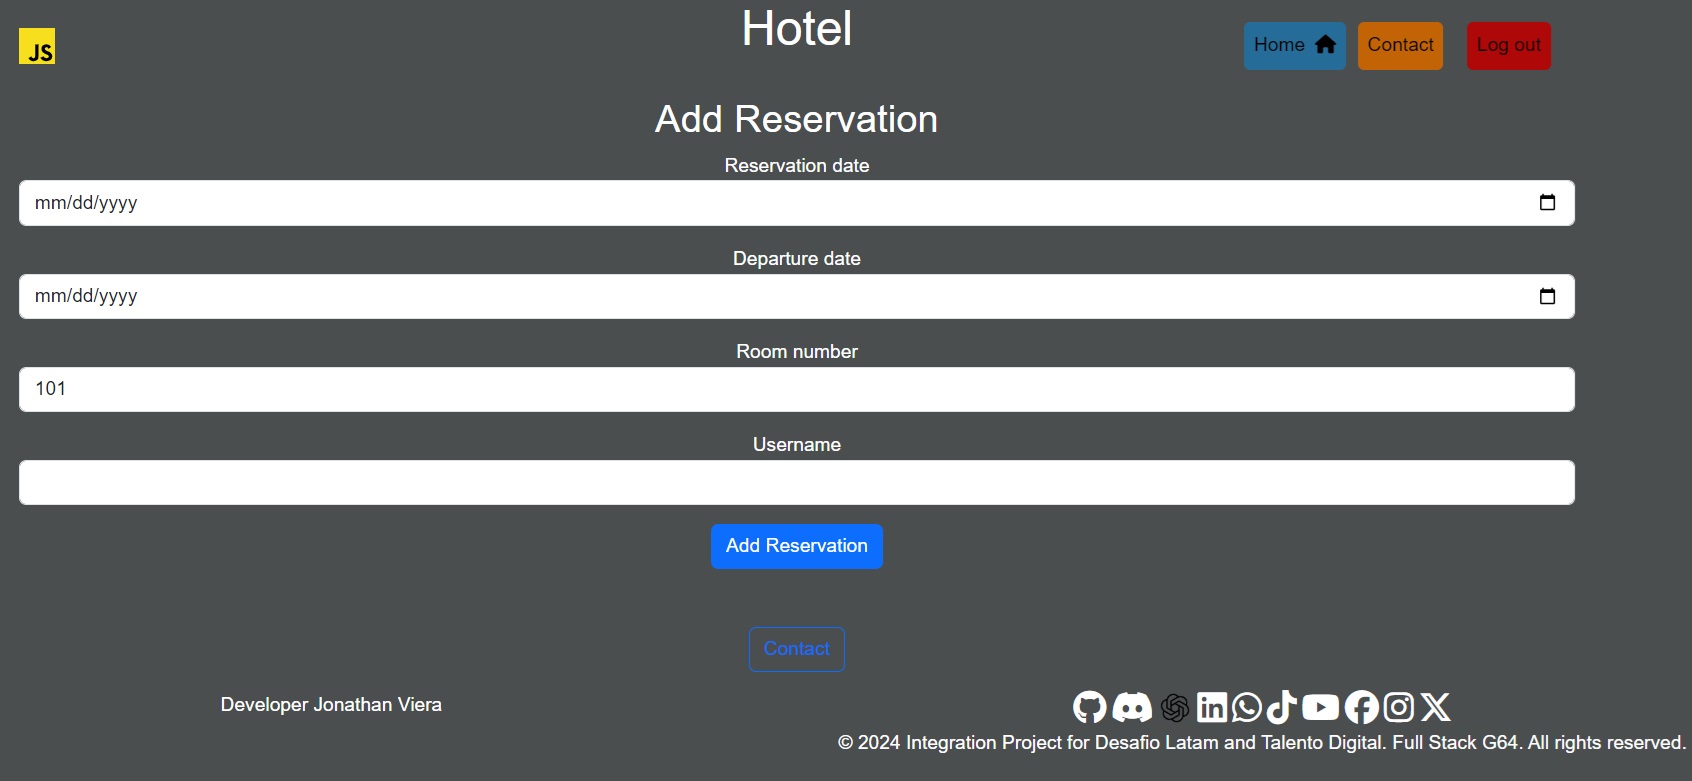 JS
Hotel
Home
Contact
Log out
Add Reservation
Reservation date
mm/dd/yyyy
Departure date
mm/dd/yyyy
Room number
101
Username
Add Reservation
Contact
Developer Jonathan Viera
© 2024 Integration Project for Desafio Latam and Talento Digital. Full Stack G64. All rights reserved.